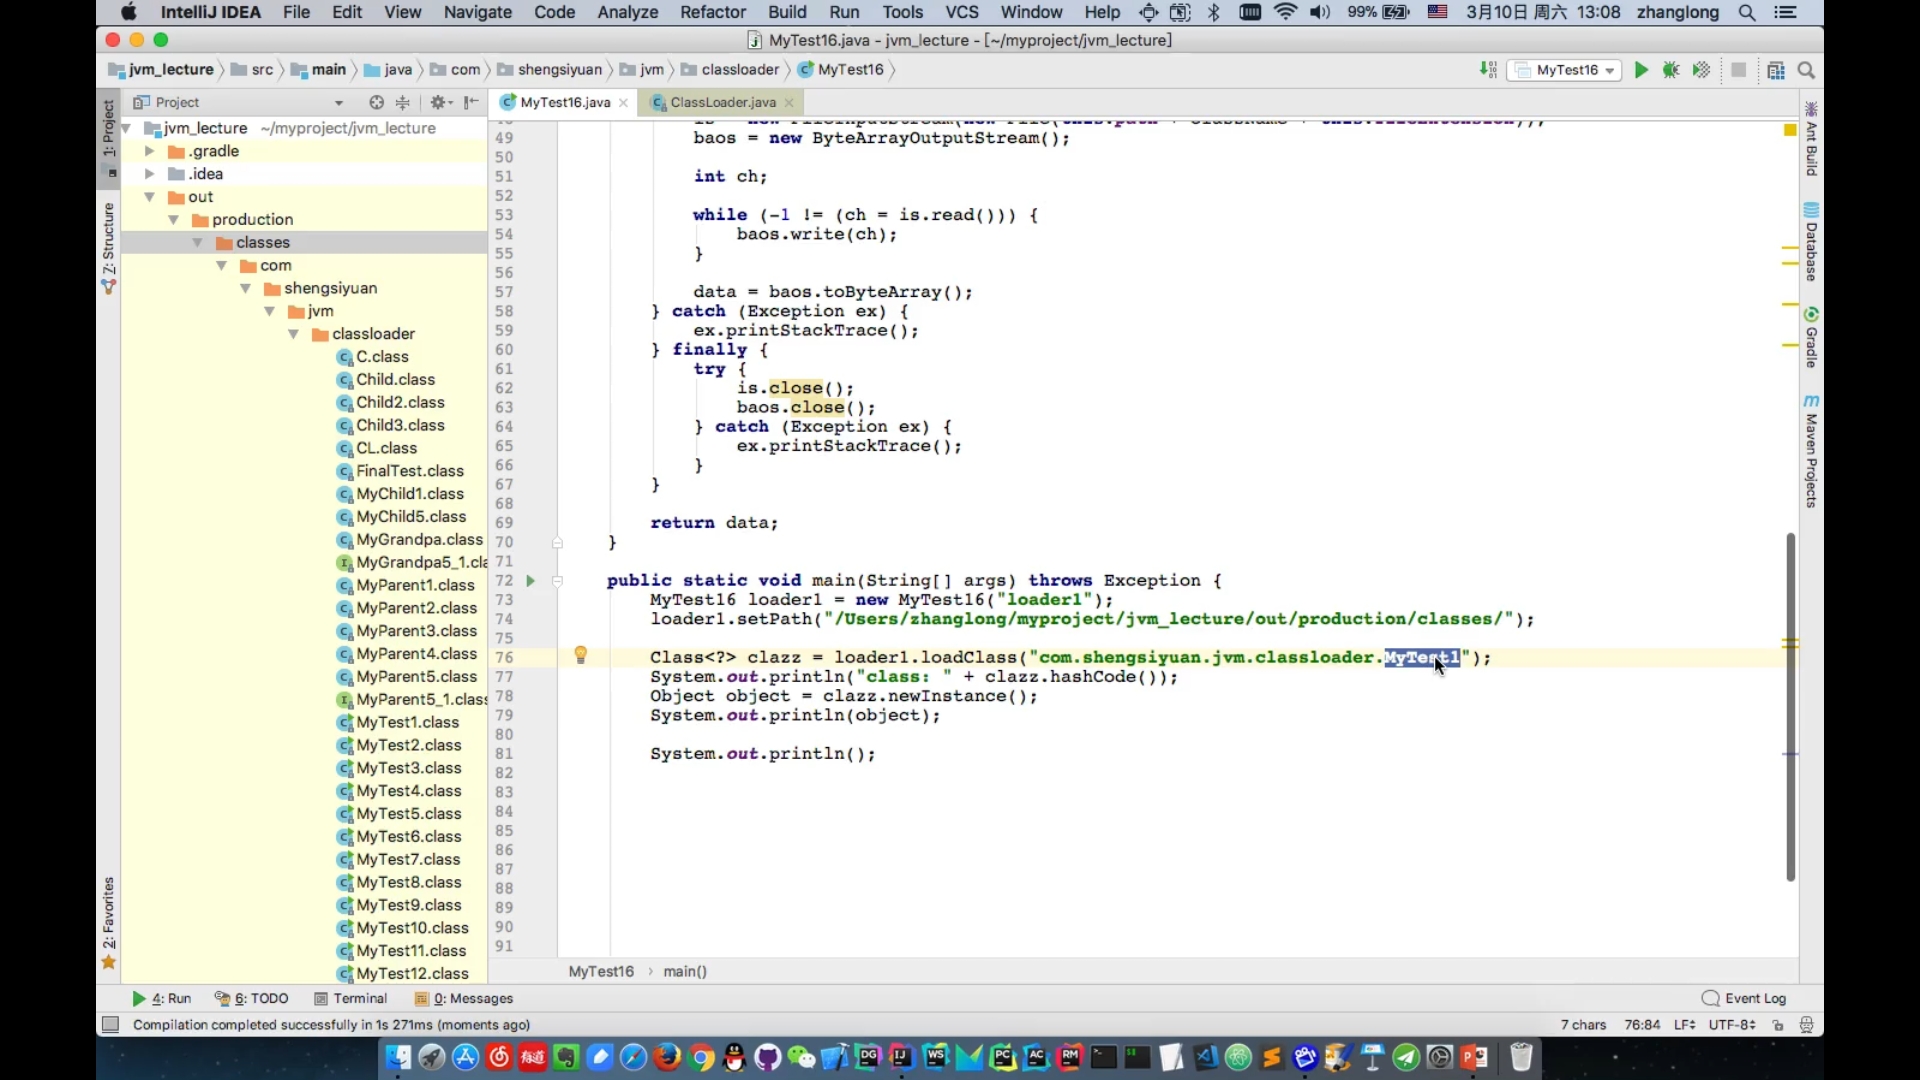 IntelliJ IDEA File Edit View Navigate Code Analyze Refactor Build Run Tools VCS Window Help 99% 3月10日 周六 13:08 zhanglong
MyTest16.java - jvm_lecture - [~/myproject/jvm_lecture]
jvm_lecture src main java com shengsiyuan jvm classloader MyTest16 MyTest16
Project MyTest16.java ClassLoader.java
1: Project
Z: Structure
2: Favorites
jvm_lecture ~/myproject/jvm_lecture
.gradle
.idea
out
production
classes
com
shengsiyuan
jvm
classloader
C.class
Child.class
Child2.class
Child3.class
CL.class
FinalTest.class
MyChild1.class
MyChild5.class
MyGrandpa.class
MyGrandpa5_1.cla
MyParent1.class
MyParent2.class
MyParent3.class
MyParent4.class
MyParent5.class
MyParent5_1.class
MyTest1.class
MyTest2.class
MyTest3.class
MyTest4.class
MyTest5.class
MyTest6.class
MyTest7.class
MyTest8.class
MyTest9.class
MyTest10.class
MyTest11.class
MyTest12.class
49 baos = new ByteArrayOutputStream();
50
51 int ch;
52
53 while (-1 != (ch = is.read())) {
54 baos.write(ch);
55 }
56
57 data = baos.toByteArray();
58 } catch (Exception ex) {
59 ex.printStackTrace();
60 } finally {
61 try {
62 is.close();
63 baos.close();
64 } catch (Exception ex) {
65 ex.printStackTrace();
66 }
67 }
68
69 return data;
70 }
71
72 public static void main(String[] args) throws Exception {
73 MyTest16 loader1 = new MyTest16("loader1");
74 loader1.setPath("/Users/zhanglong/myproject/jvm_lecture/out/production/classes/");
75
76 Class<?> clazz = loader1.loadClass("com.shengsiyuan.jvm.classloader.MyTest1");
77 System.out.println("class: " + clazz.hashCode());
78 Object object = clazz.newInstance();
79 System.out.println(object);
80
81 System.out.println();
82
83
84
85
86
87
88
89
90
91
MyTest16 › main()
Ant Build
Database
Gradle
Maven Projects
4: Run 6: TODO Terminal 0: Messages Event Log
Compilation completed successfully in 1s 271ms (moments ago) 7 chars 76:84 LF UTF-8
有道 DG IJ WS PC AC RM P